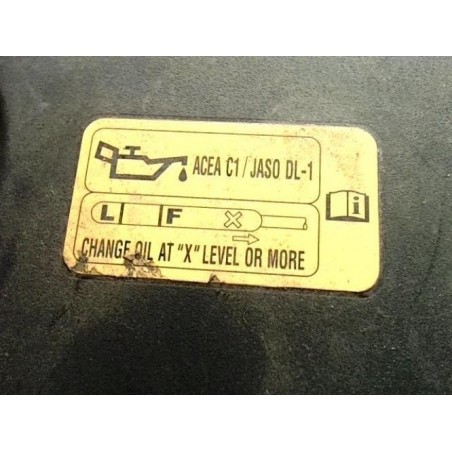 ACEA C1 / JASO DL-1
L F X
CHANGE OIL AT "X" LEVEL OR MORE
i